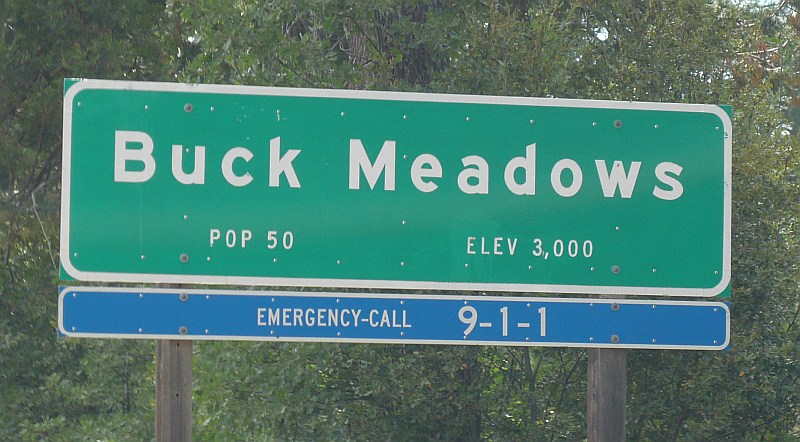 Buck Meadows
POP 50 ELEV 3,000
EMERGENCY-CALL 9-1-1